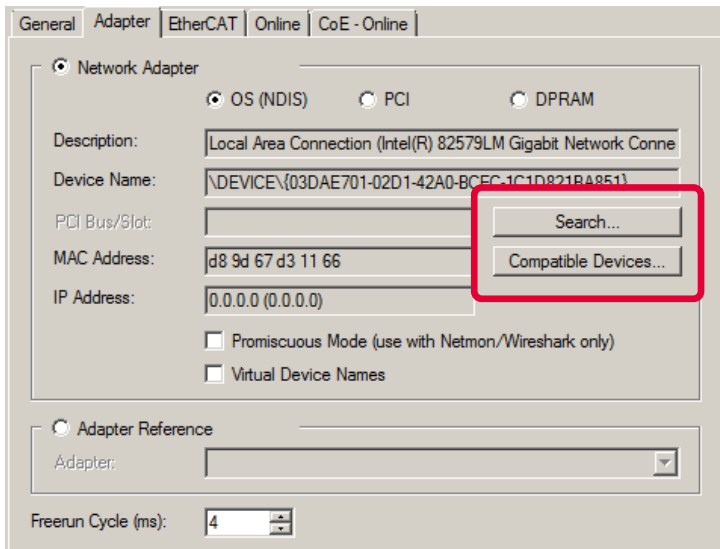 General Adapter EtherCAT Online CoE - Online
Network Adapter
OS (NDIS) PCI DPRAM
Description: Local Area Connection (Intel(R) 82579LM Gigabit Network Conne
Device Name: \DEVICE\{03DAE701-02D1-42A0-BCEC-1C1D821BA851}
PCI Bus/Slot: Search...
MAC Address: d8 9d 67 d3 11 66 Compatible Devices...
IP Address: 0.0.0.0 (0.0.0.0)
Promiscuous Mode (use with Netmon/Wireshark only)
Virtual Device Names
Adapter Reference
Adapter:
Freerun Cycle (ms): 4